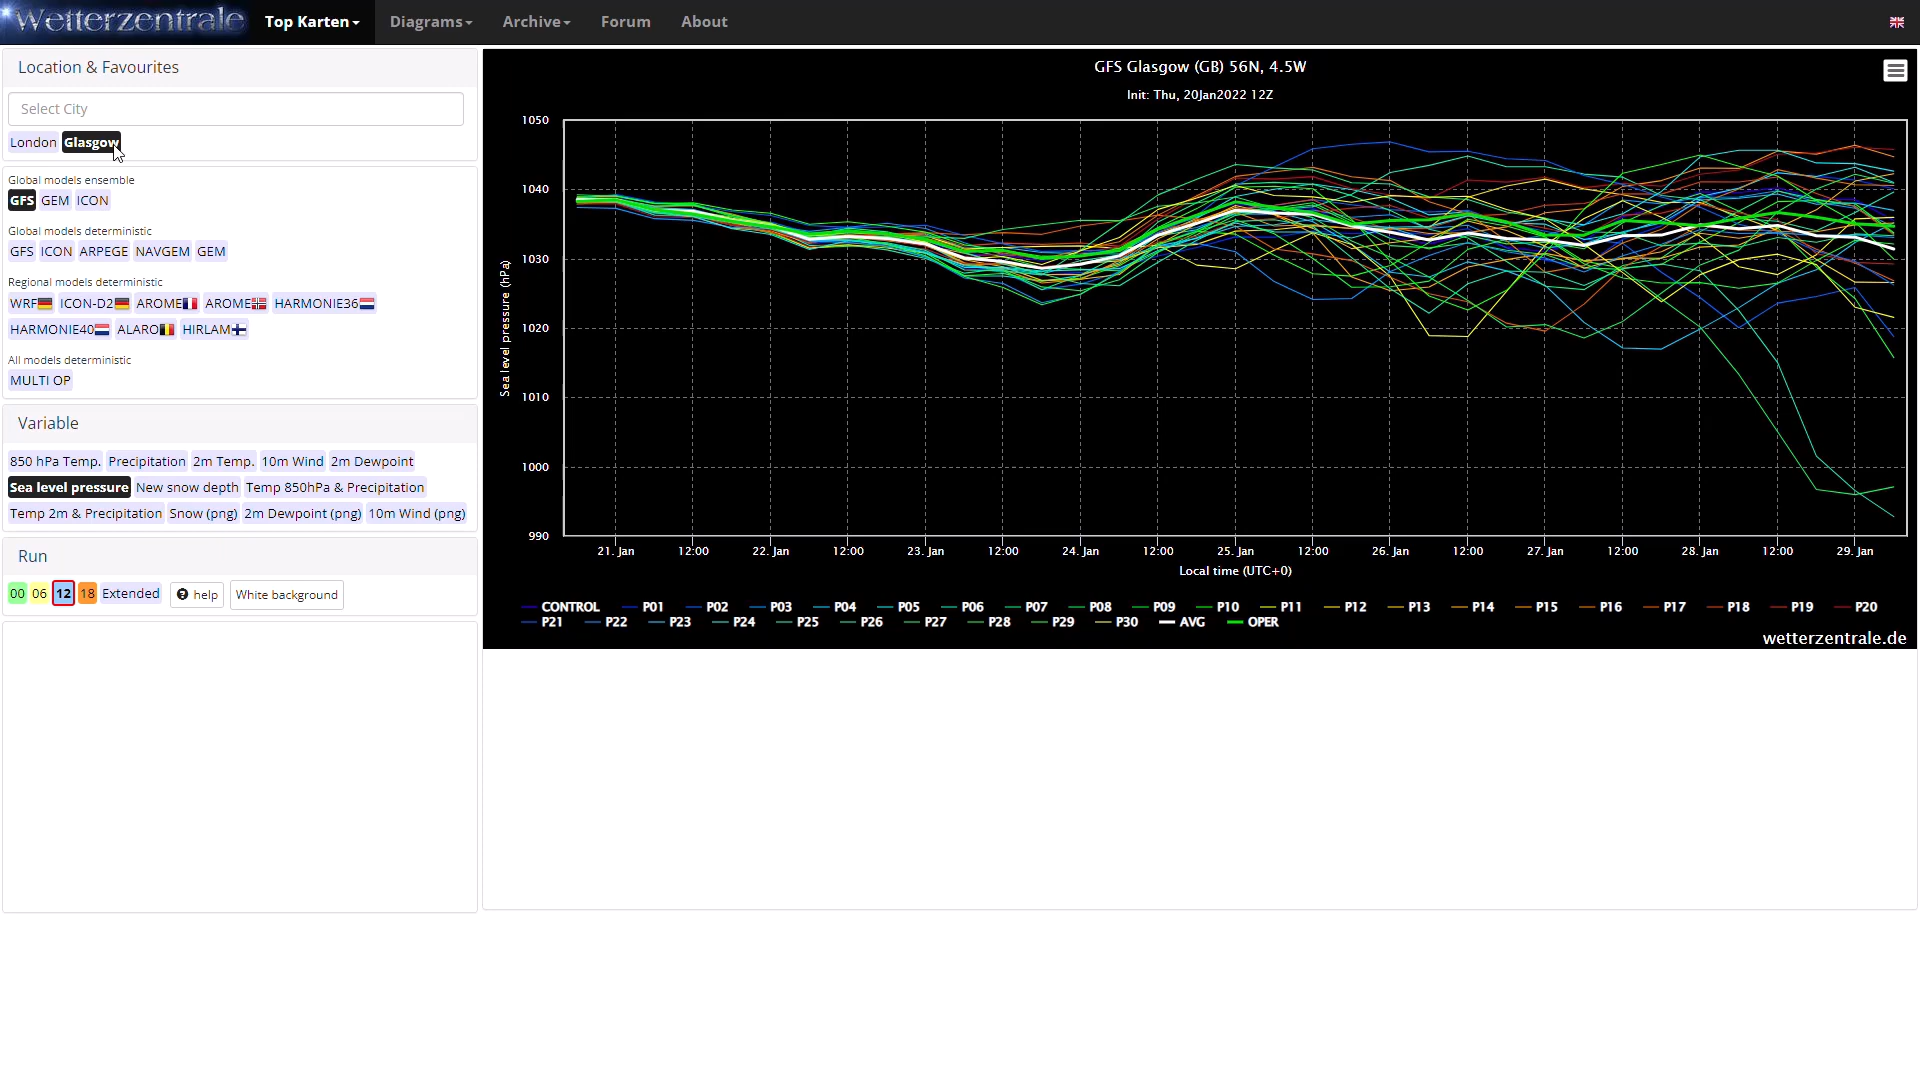 Wetterzentrale Top Karten Diagrams Archive Forum About
Location & Favourites
Select City
London Glasgow
Global models ensemble
GFS GEM ICON
Global models deterministic
GFS ICON ARPEGE NAVGEM GEM
Regional models deterministic
WRF ICON-D2 AROME AROME HARMONIE36
HARMONIE40 ALARO HIRLAM
All models deterministic
MULTI OP
Variable
850 hPa Temp. Precipitation 2m Temp. 10m Wind 2m Dewpoint
Sea level pressure New snow depth Temp 850hPa & Precipitation
Temp 2m & Precipitation Snow (png) 2m Dewpoint (png) 10m Wind (png)
Run
00 06 12 18 Extended help White background
GFS Glasgow (GB) 56N, 4.5W
Init: Thu, 20Jan2022 12Z
Sea level pressure (hPa)
1050
1040
1030
1020
1010
1000
990
21. Jan 12:00 22. Jan 12:00 23. Jan 12:00 24. Jan 12:00 25. Jan 12:00 26. Jan 12:00 27. Jan 12:00 28. Jan 12:00 29. Jan
Local time (UTC+0)
CONTROL P01 P02 P03 P04 P05 P06 P07 P08 P09 P10 P11 P12 P13 P14 P15 P16 P17 P18 P19 P20
P21 P22 P23 P24 P25 P26 P27 P28 P29 P30 AVG OPER
wetterzentrale.de